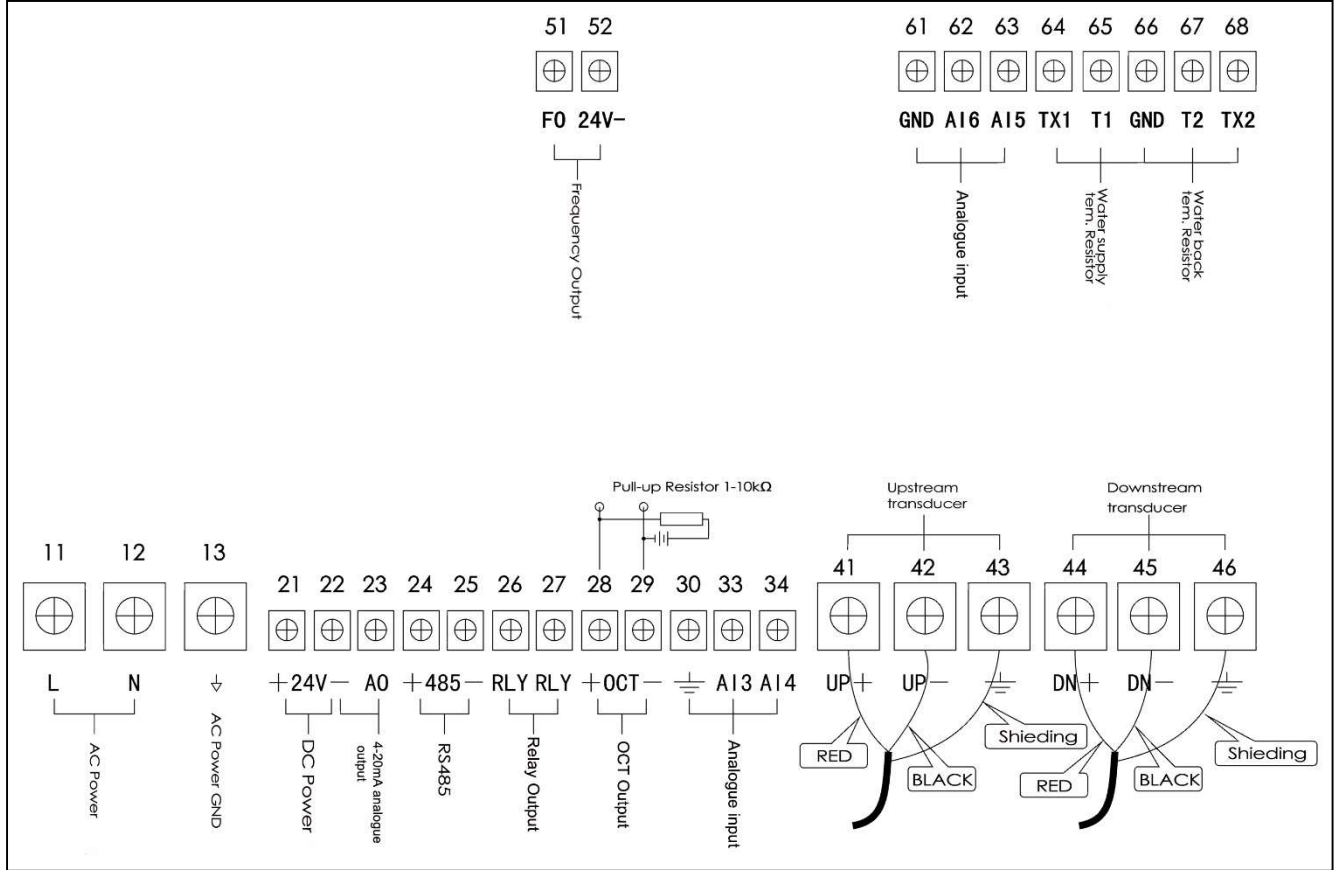 51 52
FO 24V-
Frequency Output
61 62 63 64 65 66 67 68
GND AI6 AI5 TX1 T1 GND T2 TX2
Analogue input
Water supply
tem. Resistor
Water back
tem. Resistor
Pull-up Resistor 1-10kΩ
Upstream
transducer
Downstream
transducer
11 12 13
21 22 23 24 25 26 27 28 29 30 33 34
41 42 43 44 45 46
L N
+24V- AO +485- RLY RLY +OCT- AI3 AI4
UP+ UP- DN+ DN-
AC Power
AC Power GND
DC Power
4-20mA analogue
output
RS485
Relay Output
OCT Output
Analogue input
RED
BLACK
Shieding
RED
BLACK
Shieding